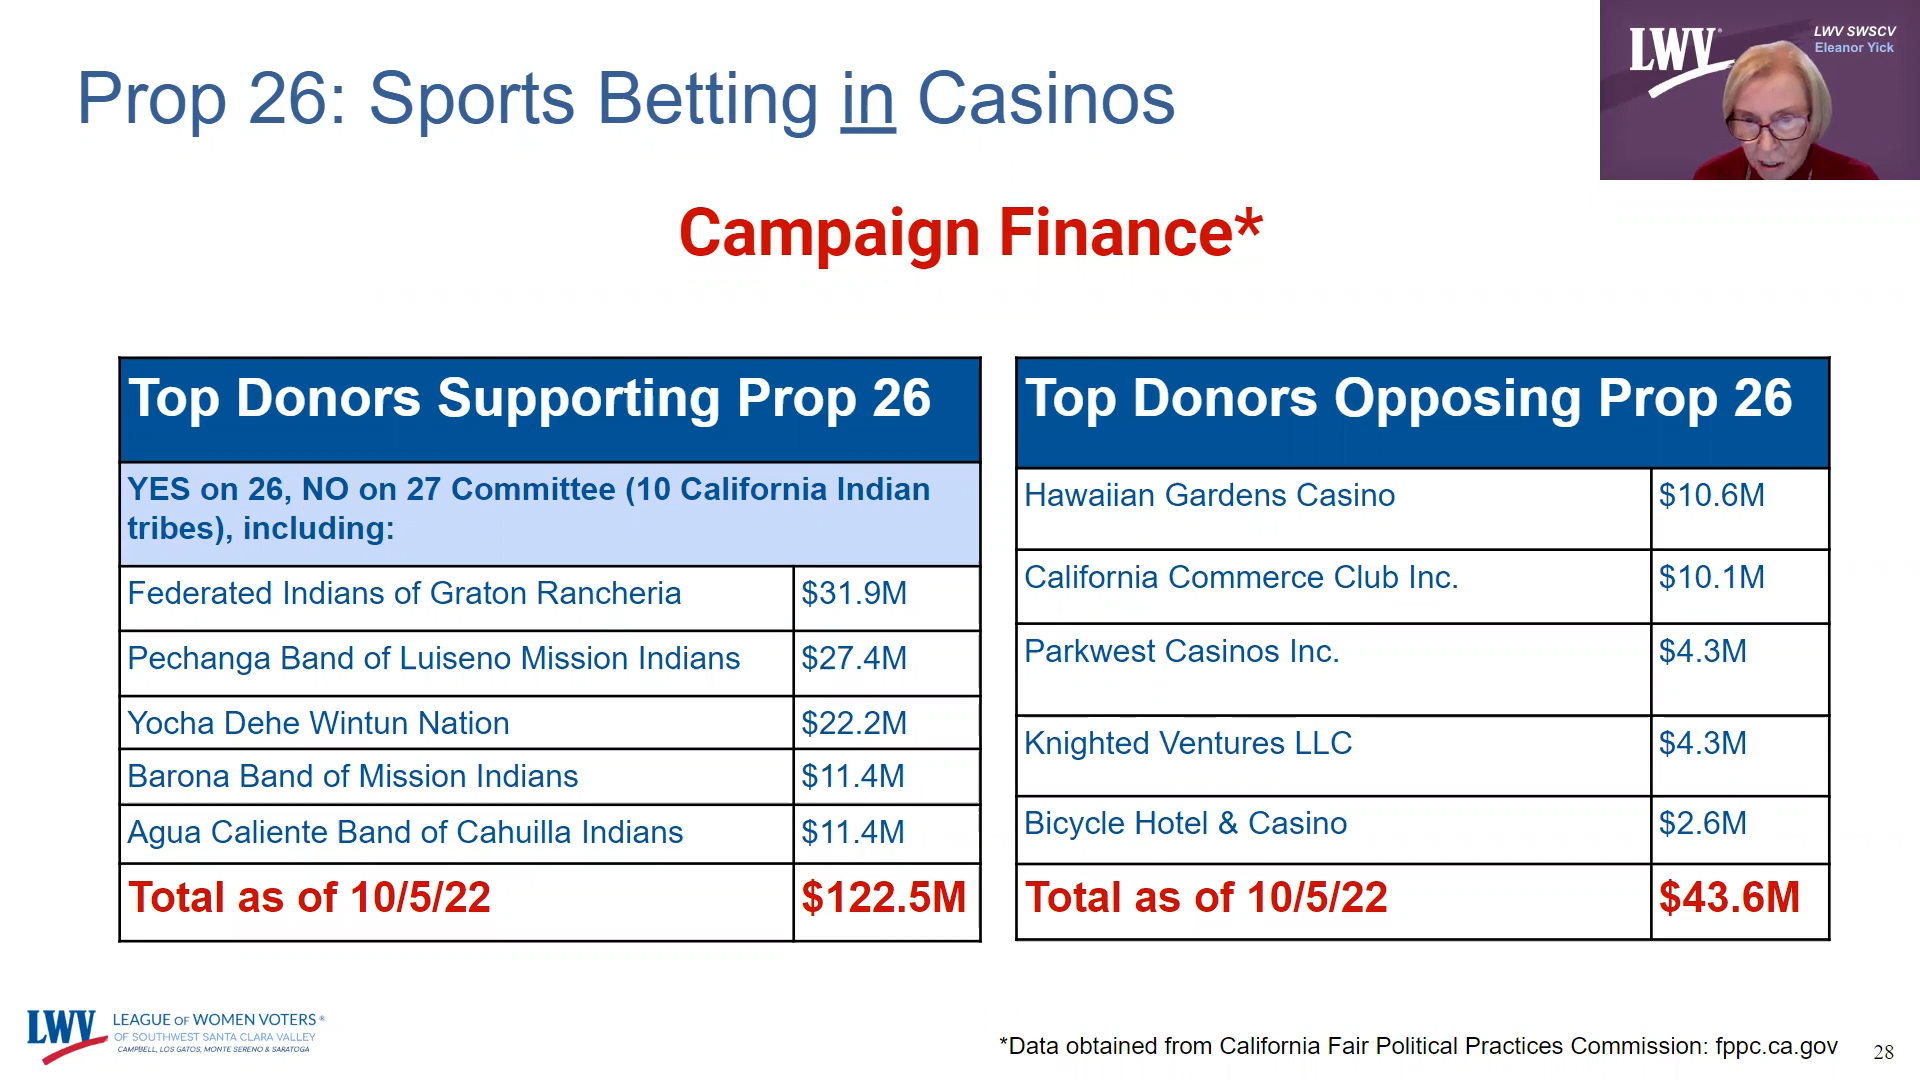 Prop 26: Sports Betting in Casinos
LWV®
LWV SWSCV
Eleanor Yick
Campaign Finance*
Top Donors Supporting Prop 26
YES on 26, NO on 27 Committee (10 California Indian
tribes), including:
Federated Indians of Graton Rancheria $31.9M
Pechanga Band of Luiseno Mission Indians $27.4M
Yocha Dehe Wintun Nation $22.2M
Barona Band of Mission Indians $11.4M
Agua Caliente Band of Cahuilla Indians $11.4M
Total as of 10/5/22 $122.5M
Top Donors Opposing Prop 26
Hawaiian Gardens Casino $10.6M
California Commerce Club Inc. $10.1M
Parkwest Casinos Inc. $4.3M
Knighted Ventures LLC $4.3M
Bicycle Hotel & Casino $2.6M
Total as of 10/5/22 $43.6M
LWV LEAGUE OF WOMEN VOTERS®
OF SOUTHWEST SANTA CLARA VALLEY
CAMPBELL, LOS GATOS, MONTE SERENO & SARATOGA
*Data obtained from California Fair Political Practices Commission: fppc.ca.gov
28